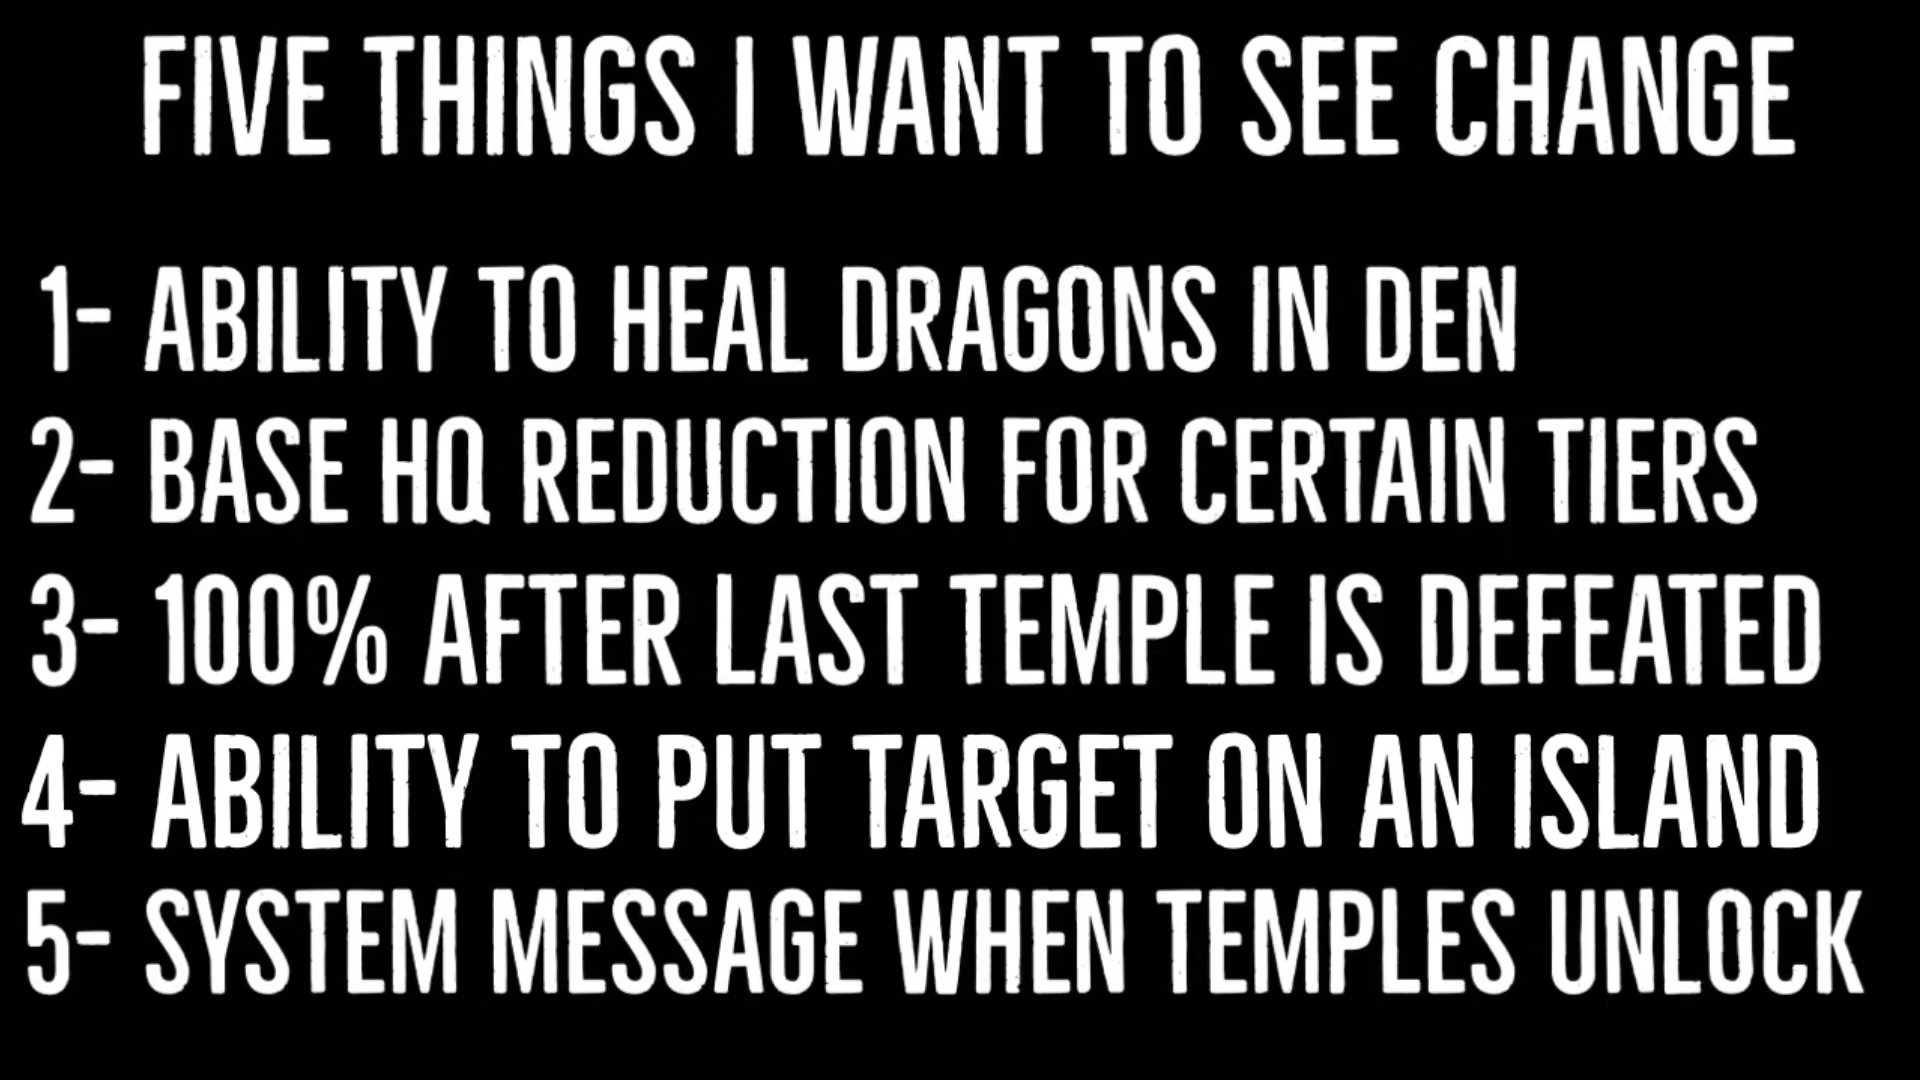 FIVE THINGS I WANT TO SEE CHANGE
1- ABILITY TO HEAL DRAGONS IN DEN
2- BASE HQ REDUCTION FOR CERTAIN TIERS
3- 100% AFTER LAST TEMPLE IS DEFEATED
4- ABILITY TO PUT TARGET ON AN ISLAND
5- SYSTEM MESSAGE WHEN TEMPLES UNLOCK